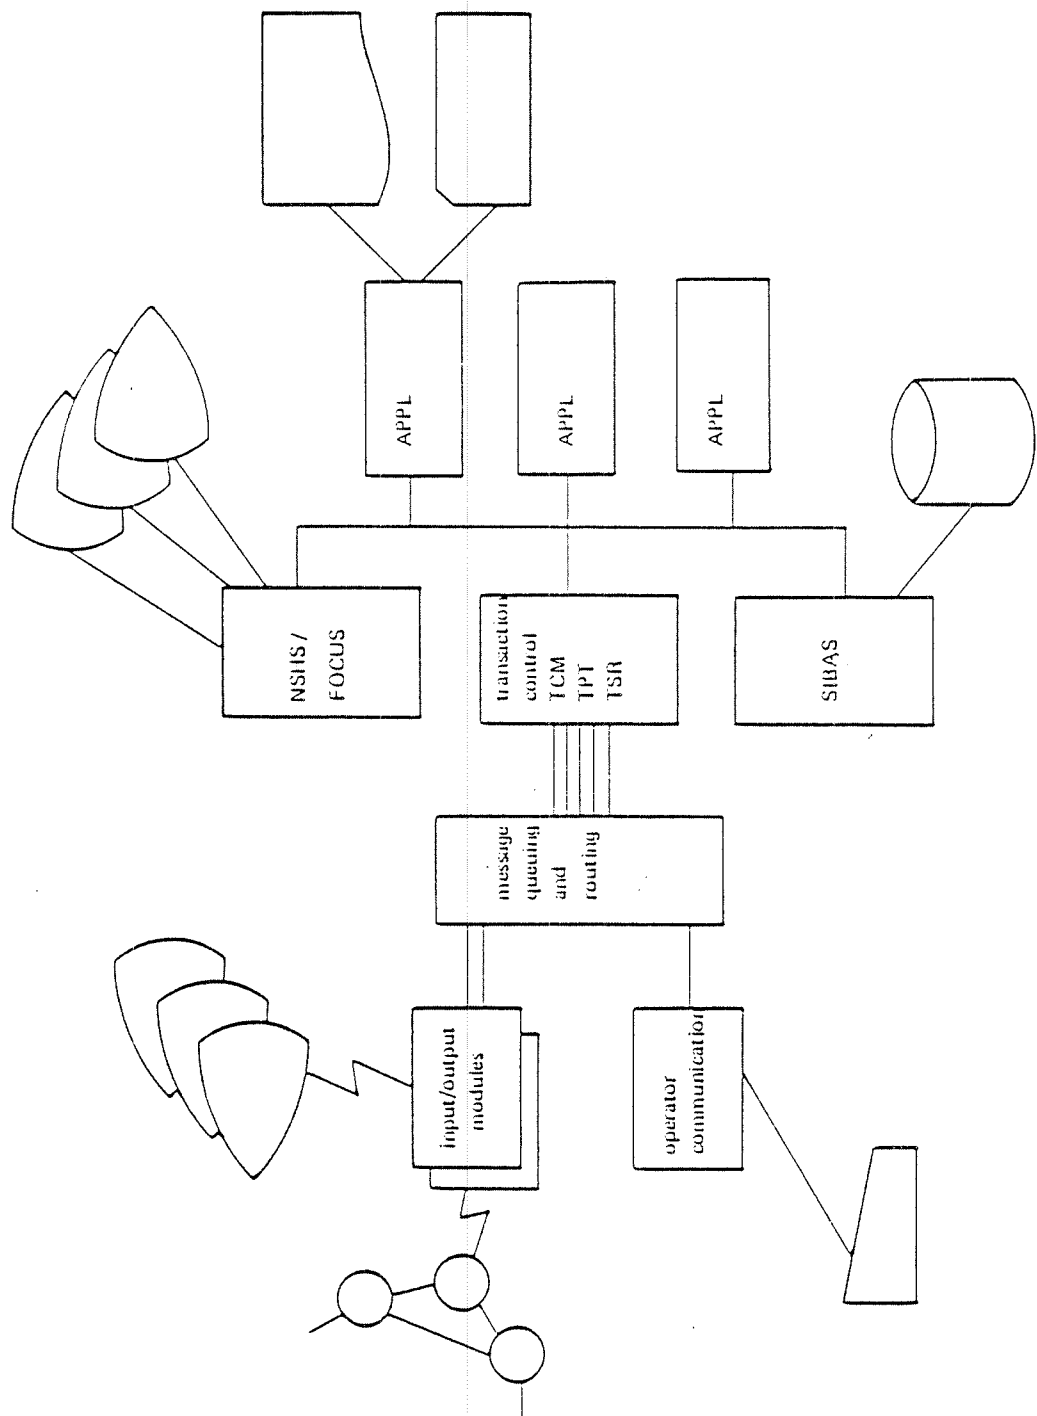 input/output
modules
operator
communication
message
queuing
and
routing
NSHS/
FOCUS
transaction
control
TCM
TPT
TSR
SIBAS
APPL
APPL
APPL